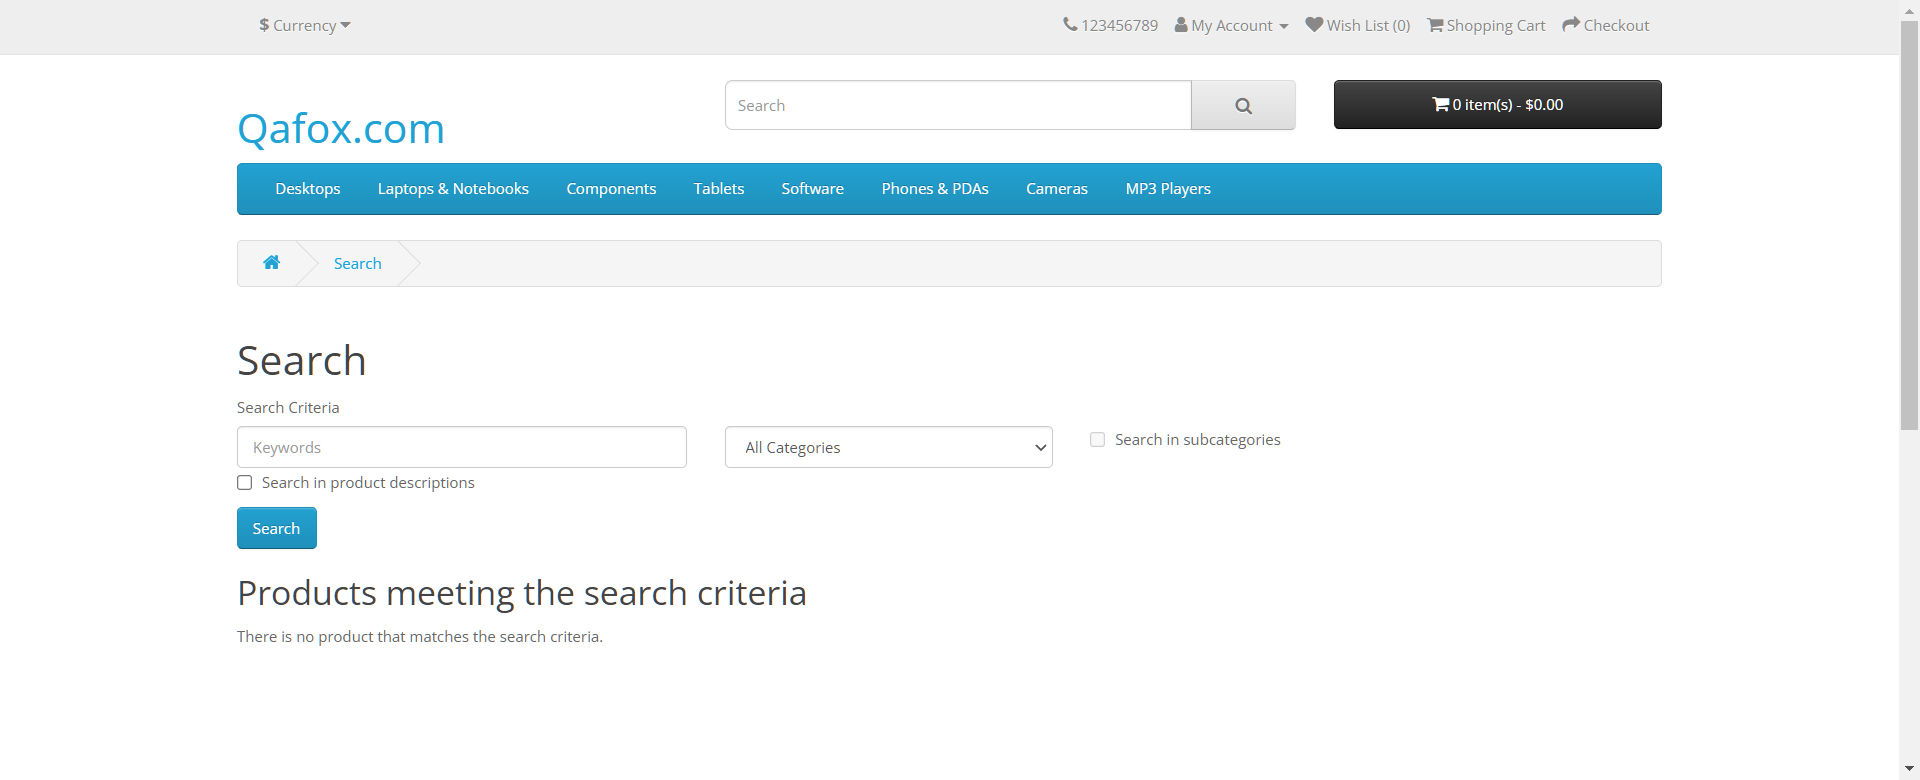 $ Currency
123456789 My Account Wish List (0) Shopping Cart Checkout
Qafox.com
Search
0 item(s) - $0.00
Desktops Laptops & Notebooks Components Tablets Software Phones & PDAs Cameras MP3 Players
Search
Search
Search Criteria
Keywords
All Categories
Search in subcategories
Search in product descriptions
Search
Products meeting the search criteria
There is no product that matches the search criteria.